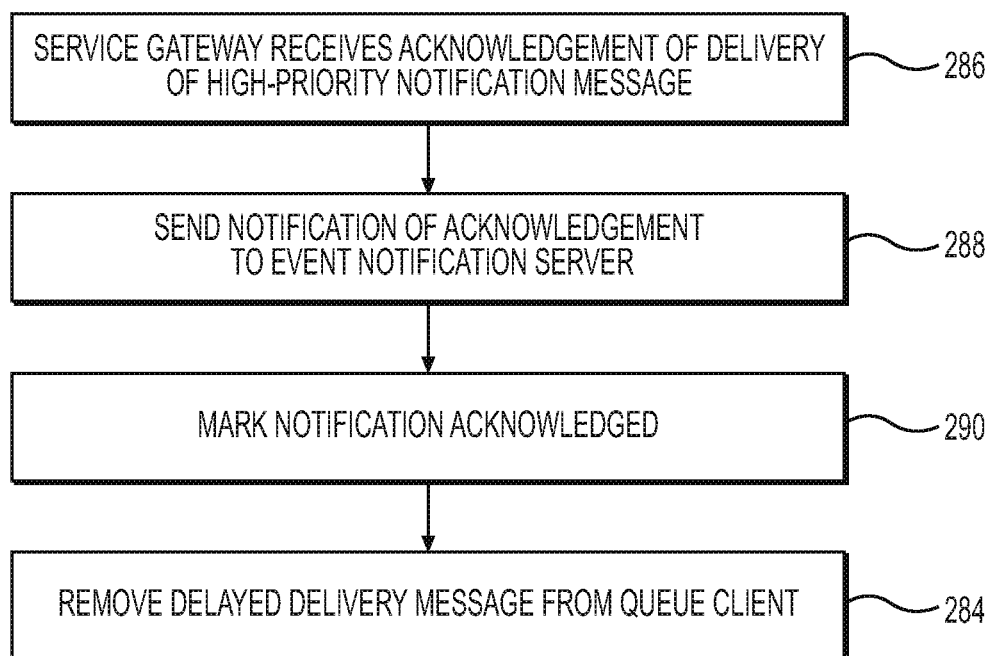 SERVICE GATEWAY RECEIVES ACKNOWLEDGEMENT OF DELIVERY
OF HIGH-PRIORITY NOTIFICATION MESSAGE
286
SEND NOTIFICATION OF ACKNOWLEDGEMENT
TO EVENT NOTIFICATION SERVER
288
MARK NOTIFICATION ACKNOWLEDGED
290
REMOVE DELAYED DELIVERY MESSAGE FROM QUEUE CLIENT
284